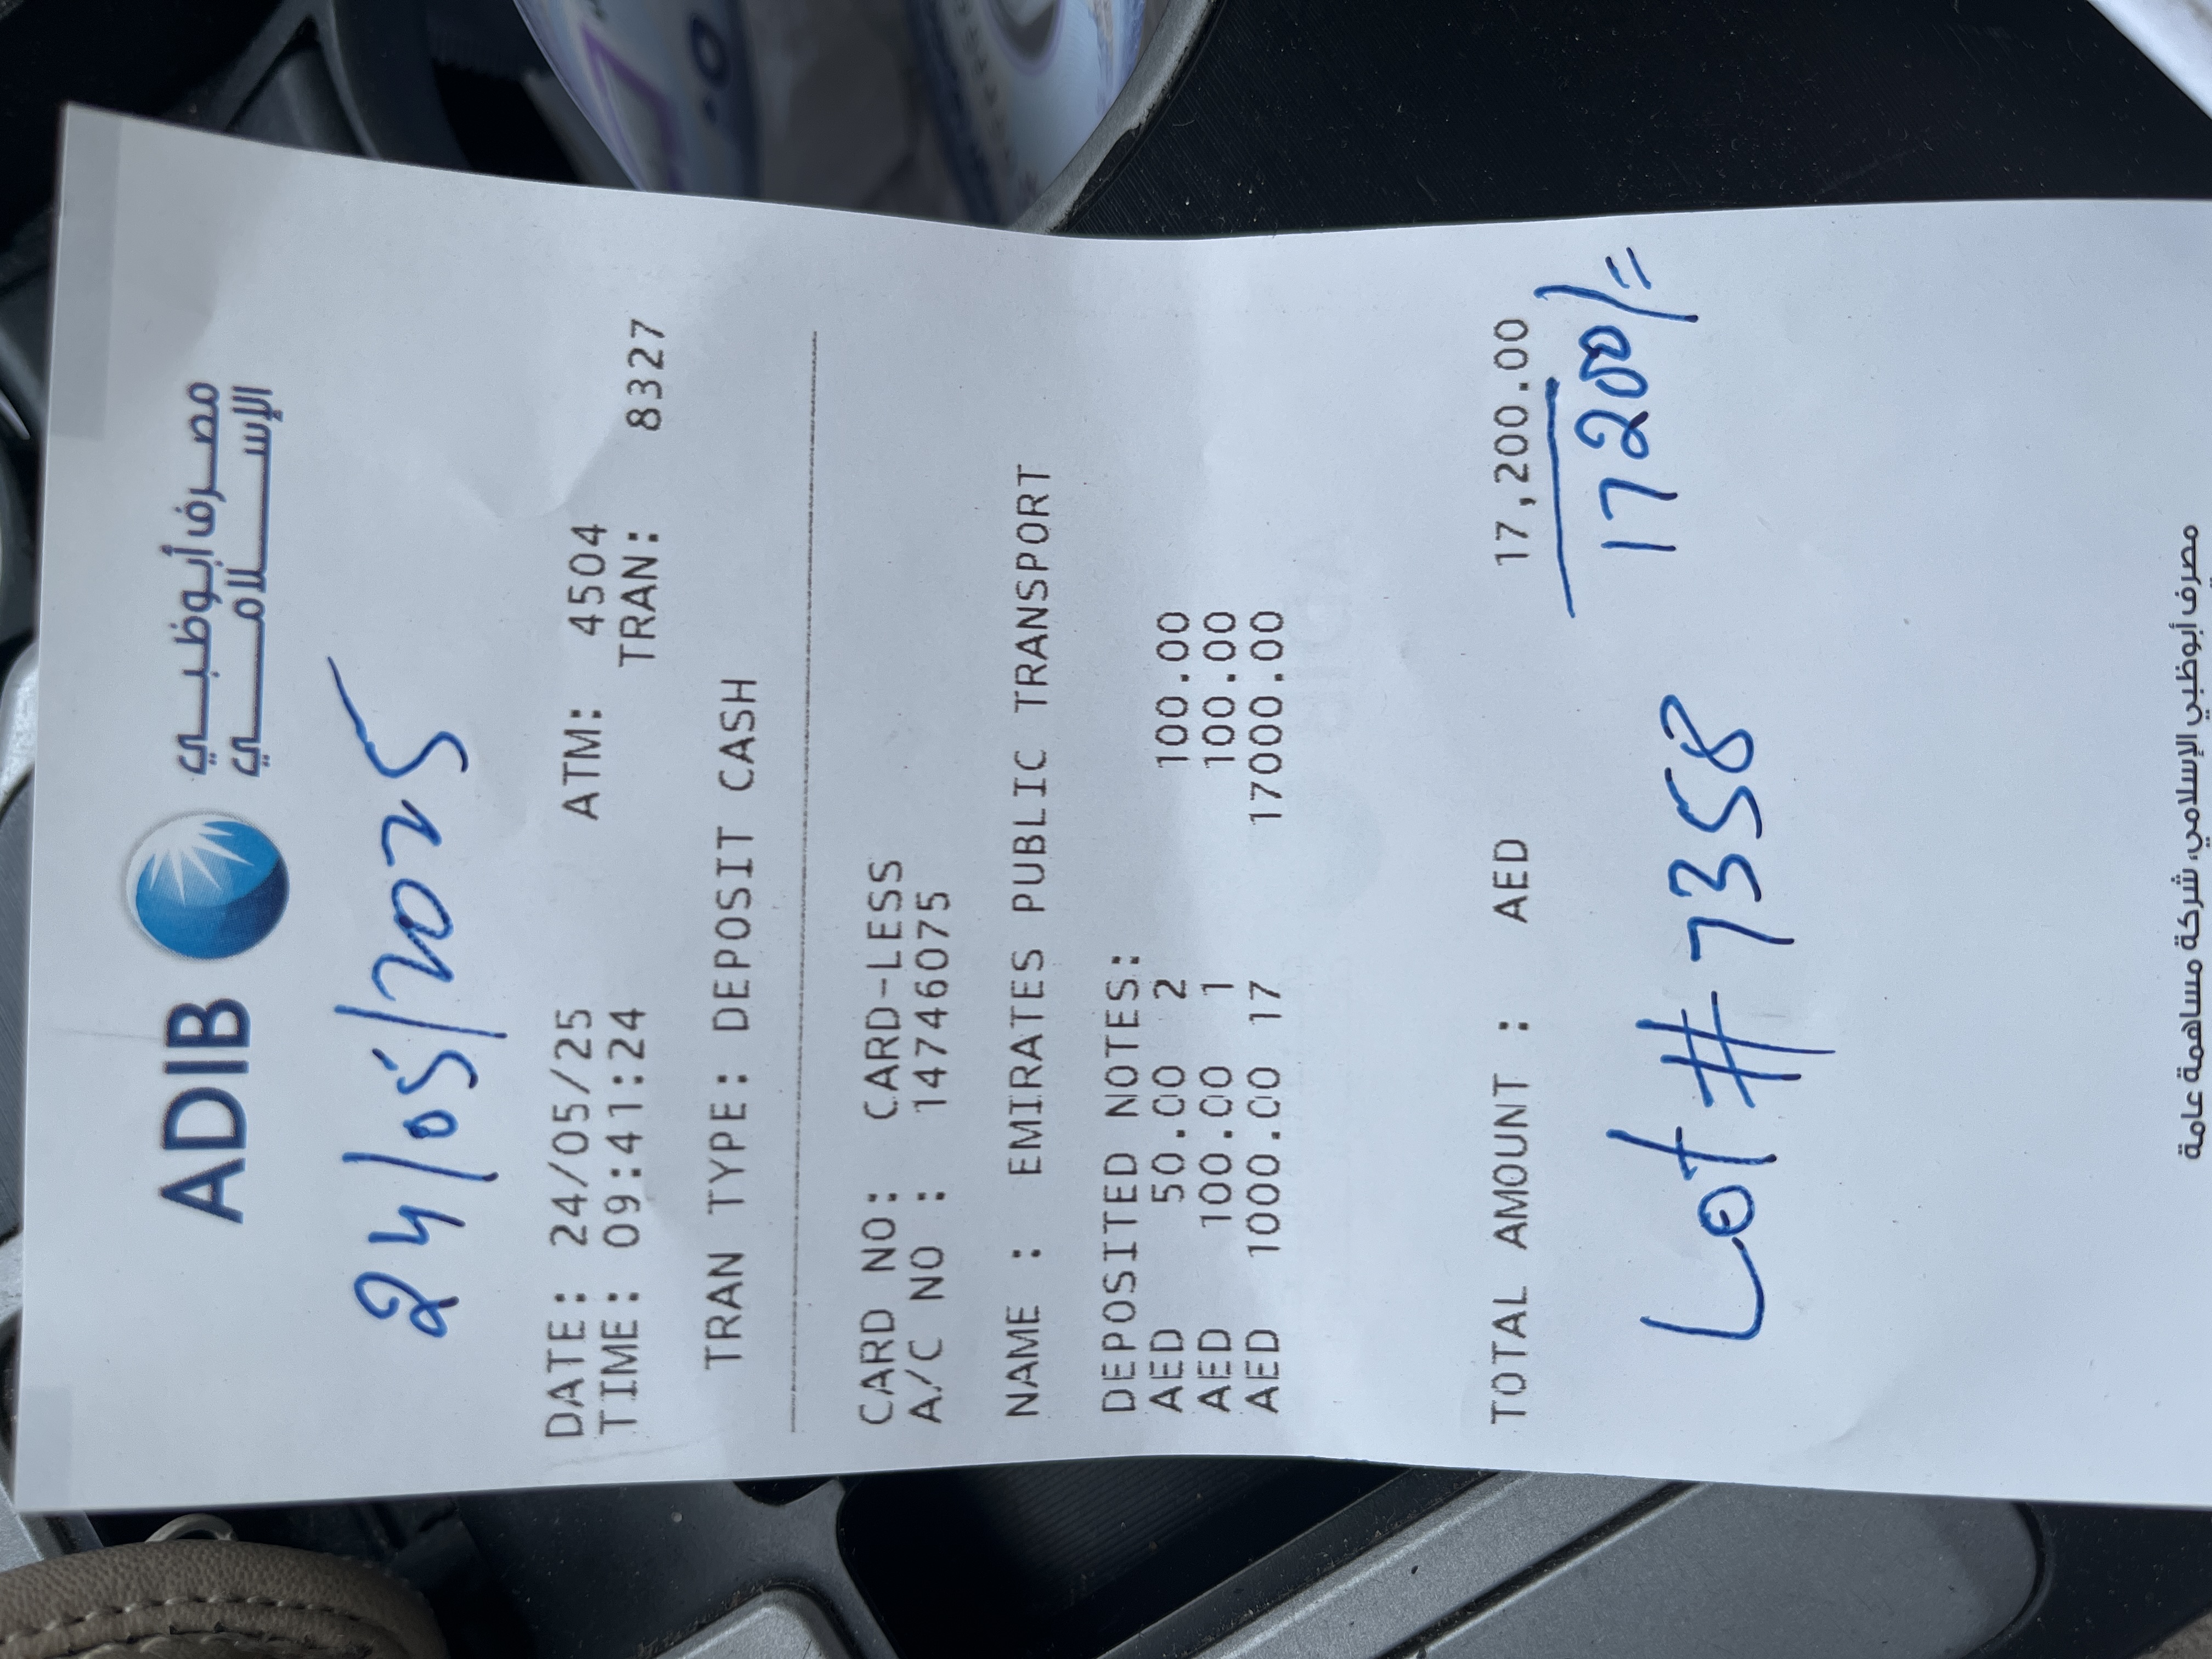 ADIB مصرف أبوظبي
الإسلامي
24/05/2025
DATE: 24/05/25 ATM: 4504
TIME: 09:41:24 TRAN: 8327
TRAN TYPE: DEPOSIT CASH
CARD NO: CARD-LESS
A/C NO : 14746075
NAME : EMIRATES PUBLIC TRANSPORT
DEPOSITED NOTES:
AED 50.00 2 100.00
AED 100.00 1 100.00
AED 1000.00 17 17000.00
TOTAL AMOUNT : AED 17,200.00
17200/=
Lot # 7358
مصرف أبوظبي الإسلامي، شركة مساهمة عامة